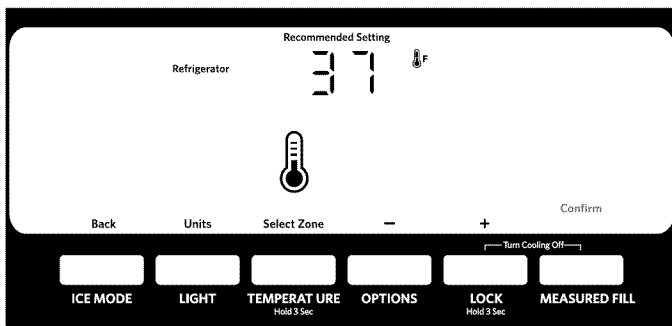 Recommended Setting
Refrigerator 37 F
Back Units Select Zone − + Confirm
Turn Cooling Off
ICE MODE LIGHT TEMPERAT URE OPTIONS LOCK MEASURED FILL
Hold 3 Sec Hold 3 Sec